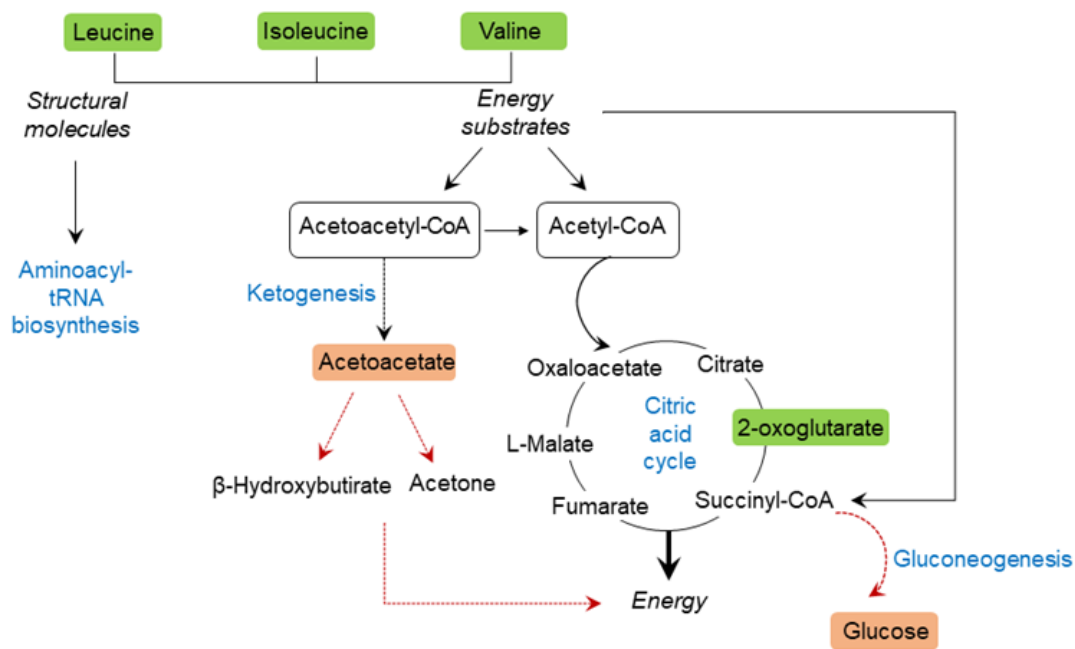 Leucine
Isoleucine
Valine
Structural
molecules
Energy
substrates
Acetoacetyl-CoA
Acetyl-CoA
Aminoacyl-
tRNA
biosynthesis
Ketogenesis
Acetoacetate
Oxaloacetate
Citrate
Citric
acid
cycle
2-oxoglutarate
L-Malate
β-Hydroxybutirate
Acetone
Fumarate
Succinyl-CoA
Gluconeogenesis
Energy
Glucose